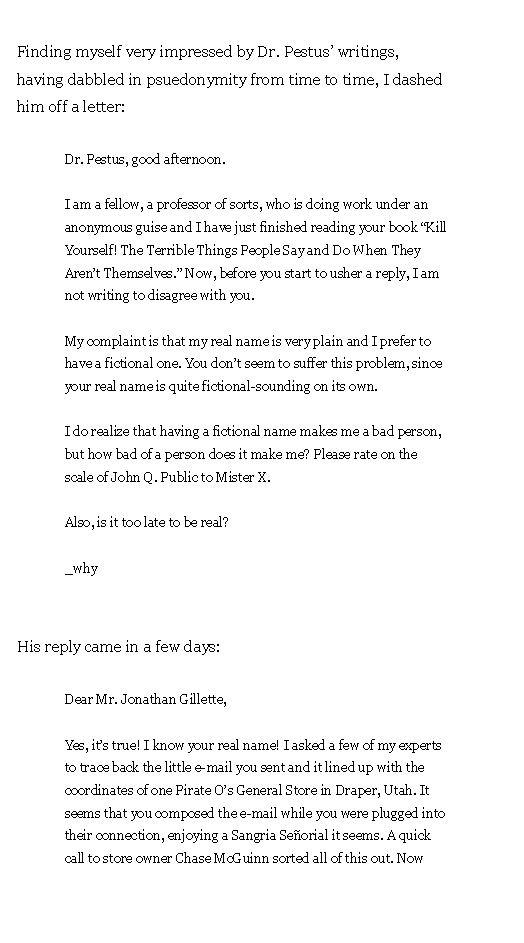 Finding myself very impressed by Dr. Pestus’ writings,
having dabbled in psuedonymity from time to time, I dashed
him off a letter:
Dr. Pestus, good afternoon.
I am a fellow, a professor of sorts, who is doing work under an
anonymous guise and I have just finished reading your book “Kill
Yourself! The Terrible Things People Say and Do When They
Aren’t Themselves.” Now, before you start to usher a reply, I am
not writing to disagree with you.
My complaint is that my real name is very plain and I prefer to
have a fictional one. You don’t seem to suffer this problem, since
your real name is quite fictional-sounding on its own.
I do realize that having a fictional name makes me a bad person,
but how bad of a person does it make me? Please rate on the
scale of John Q. Public to Mister X.
Also, is it too late to be real?
_why
His reply came in a few days:
Dear Mr. Jonathan Gillette,
Yes, it’s true! I know your real name! I asked a few of my experts
to trace back the little e-mail you sent and it lined up with the
coordinates of one Pirate O’s General Store in Draper, Utah. It
seems that you composed the e-mail while you were plugged into
their connection, enjoying a Sangria Señorial it seems. A quick
call to store owner Chase McGuinn sorted all of this out. Now